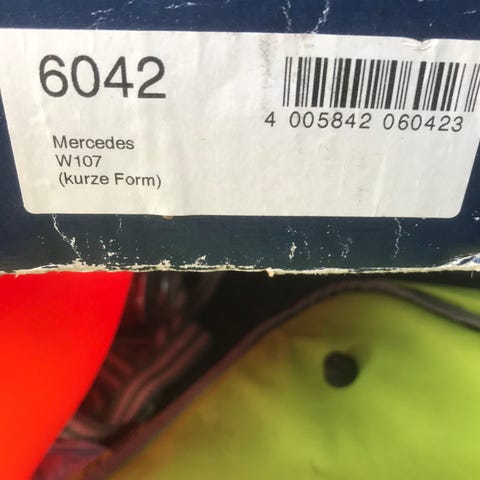 6042
4 005842 060423
Mercedes
W107
(kurze Form)